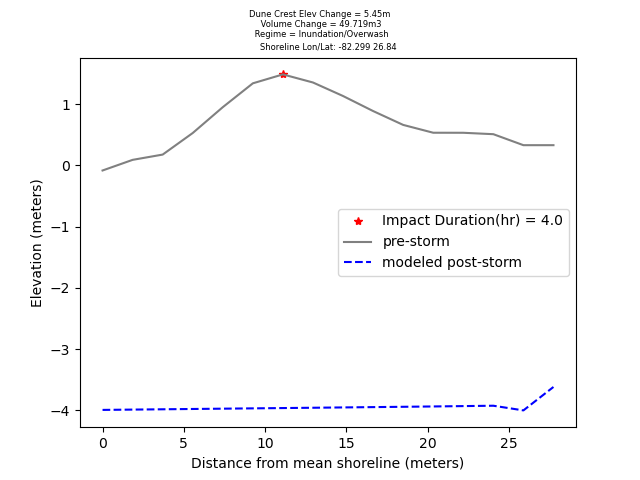 Dune Crest Elev Change = 5.45m
Volume Change = 49.719m3
Regime = Inundation/Overwash
Shoreline Lon/Lat: -82.299 26.84
1
0
−1
−2
−3
−4
Elevation (meters)
Impact Duration(hr) = 4.0
pre-storm
modeled post-storm
0
5
10
15
20
25
Distance from mean shoreline (meters)